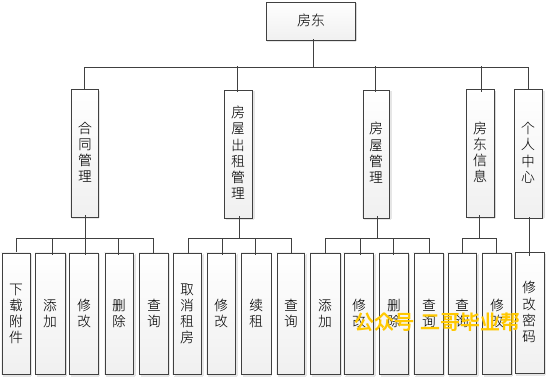 房东
合同管理
房屋出租管理
房屋管理
房东信息
个人中心
下载附件
添加
修改
删除
查询
取消租房
修改
续租
查询
添加
修改
删除
查询
查询
修改
修改密码
公众号 二哥毕业帮